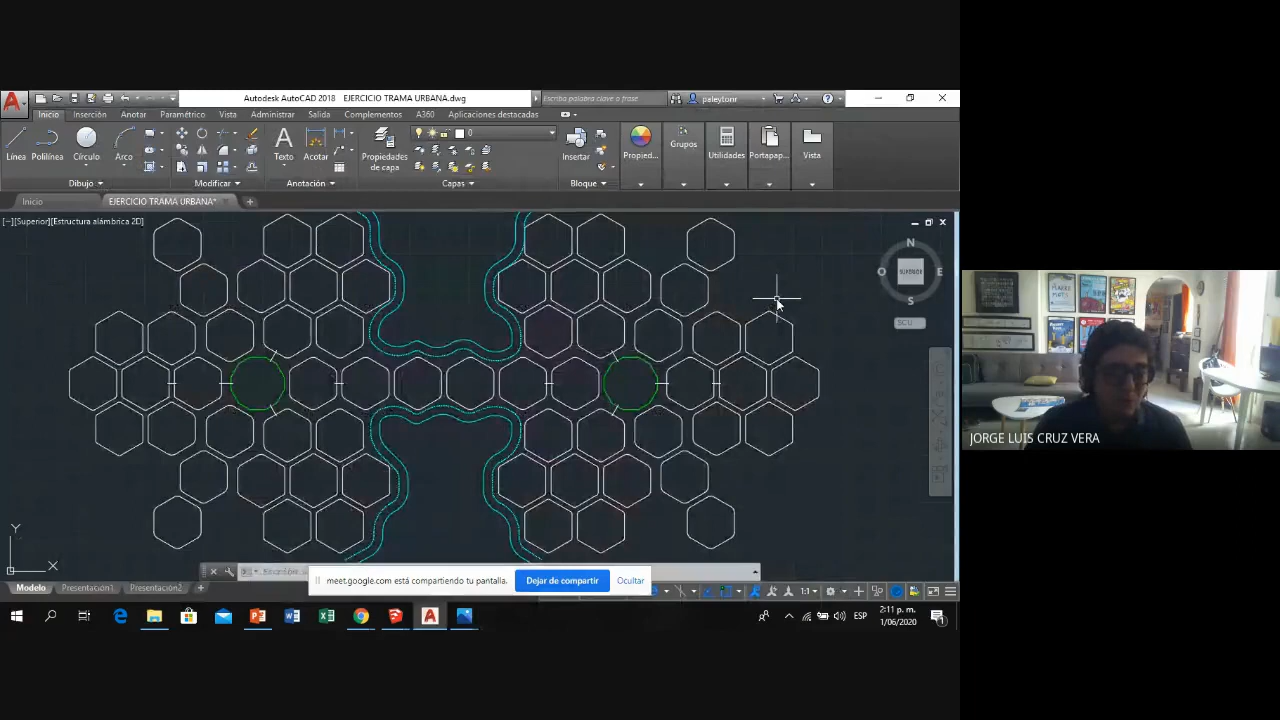 Autodesk AutoCAD 2018 EJERCICIO TRAMA URBANA.dwg
Escriba palabra clave o frase
paleytonr
Inicio Inserción Anotar Paramétrico Vista Administrar Salida Complementos A360 Aplicaciones destacadas
0
Línea Polilínea Círculo Arco Texto Acotar Propiedades de capa Insertar Propied... Grupos Utilidades Portapap... Vista
Dibujo Modificar Anotación Capas Bloque
Inicio EJERCICIO TRAMA URBANA* +
[−][Superior][Estructura alámbrica 2D]
N
O SUPERIOR
S
SCU
Y
X
meet.google.com está compartiendo tu pantalla. Dejar de compartir Ocultar
Modelo Presentación1 Presentación2 +
1:1
ESP
2:11 p. m.
1/06/2020
JORGE LUIS CRUZ VERA